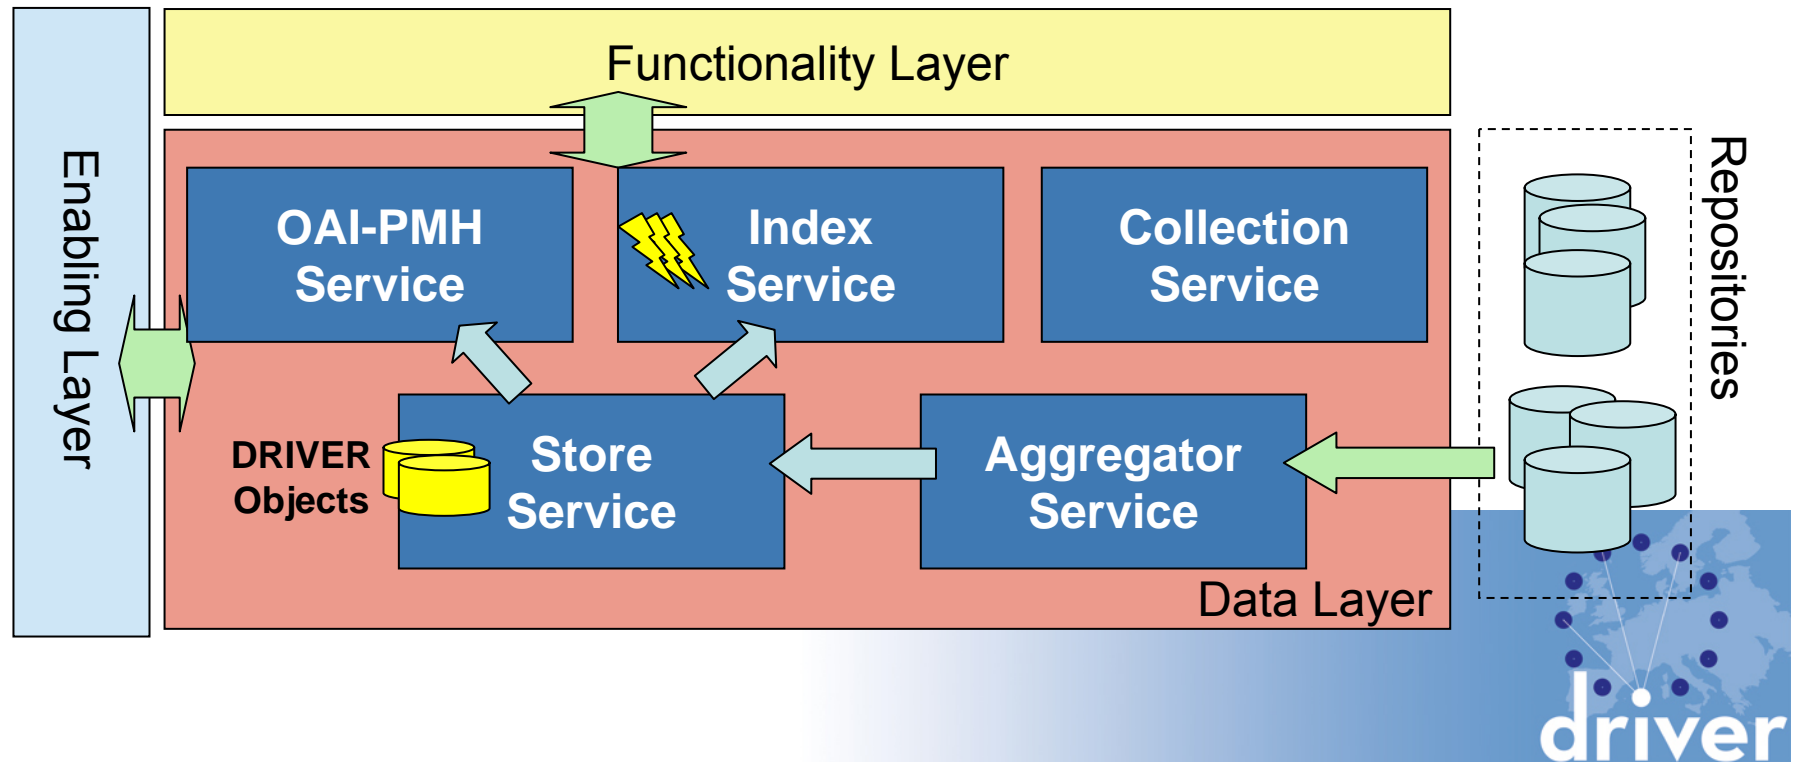 Functionality Layer
Enabling Layer
OAI-PMH
Service
Index
Service
Collection
Service
Repositories
DRIVER
Objects
Store
Service
Aggregator
Service
Data Layer
driver